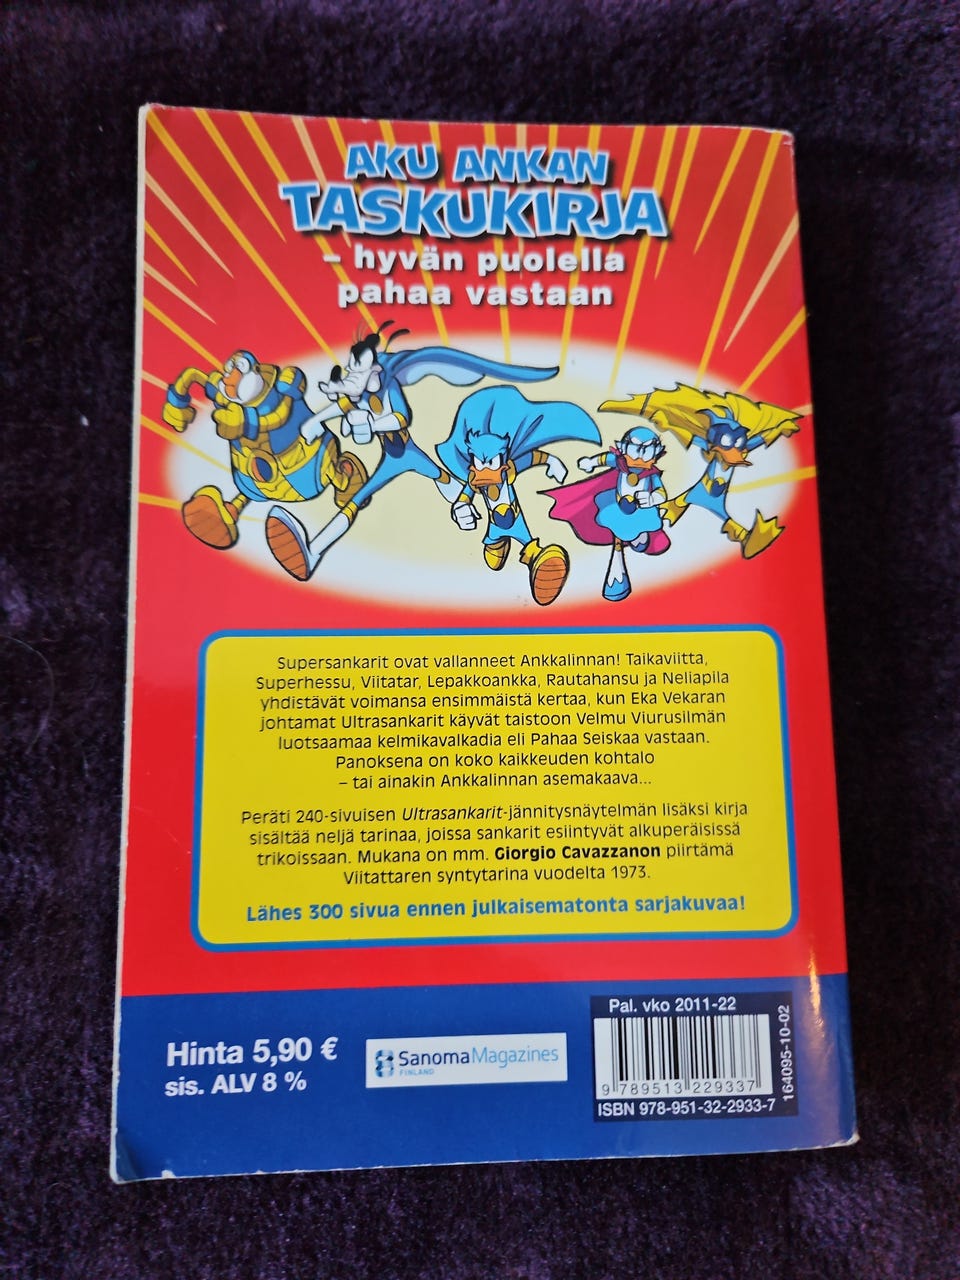 AKU ANKAN
TASKUKIRJA
– hyvän puolella
pahaa vastaan
Supersankarit ovat vallanneet Ankkalinnan! Taikaviitta,
Superhessu, Viitatar, Lepakkoankka, Rautahansu ja Neliapila
yhdistävät voimansa ensimmäistä kertaa, kun Eka Vekaran
johtamat Ultrasankarit käyvät taistoon Velmu Viurusilmän
luotsaamaa kelmikavalkadia eli Pahaa Seiskaa vastaan.
Panoksena on koko kaikkeuden kohtalo
– tai ainakin Ankkalinnan asemakaava...
Peräti 240-sivuisen Ultrasankarit-jännitysnäytelmän lisäksi kirja
sisältää neljä tarinaa, joissa sankarit esiintyvät alkuperäisissä
trikoissaan. Mukana on mm. Giorgio Cavazzanon piirtämä
Viitattaren syntytarina vuodelta 1973.
Lähes 300 sivua ennen julkaisematonta sarjakuvaa!
Hinta 5,90 €
sis. ALV 8 %
SanomaMagazines
FINLAND
Pal. vko 2011-22
9 789513 229337
ISBN 978-951-32-2933-7
164095-10-02